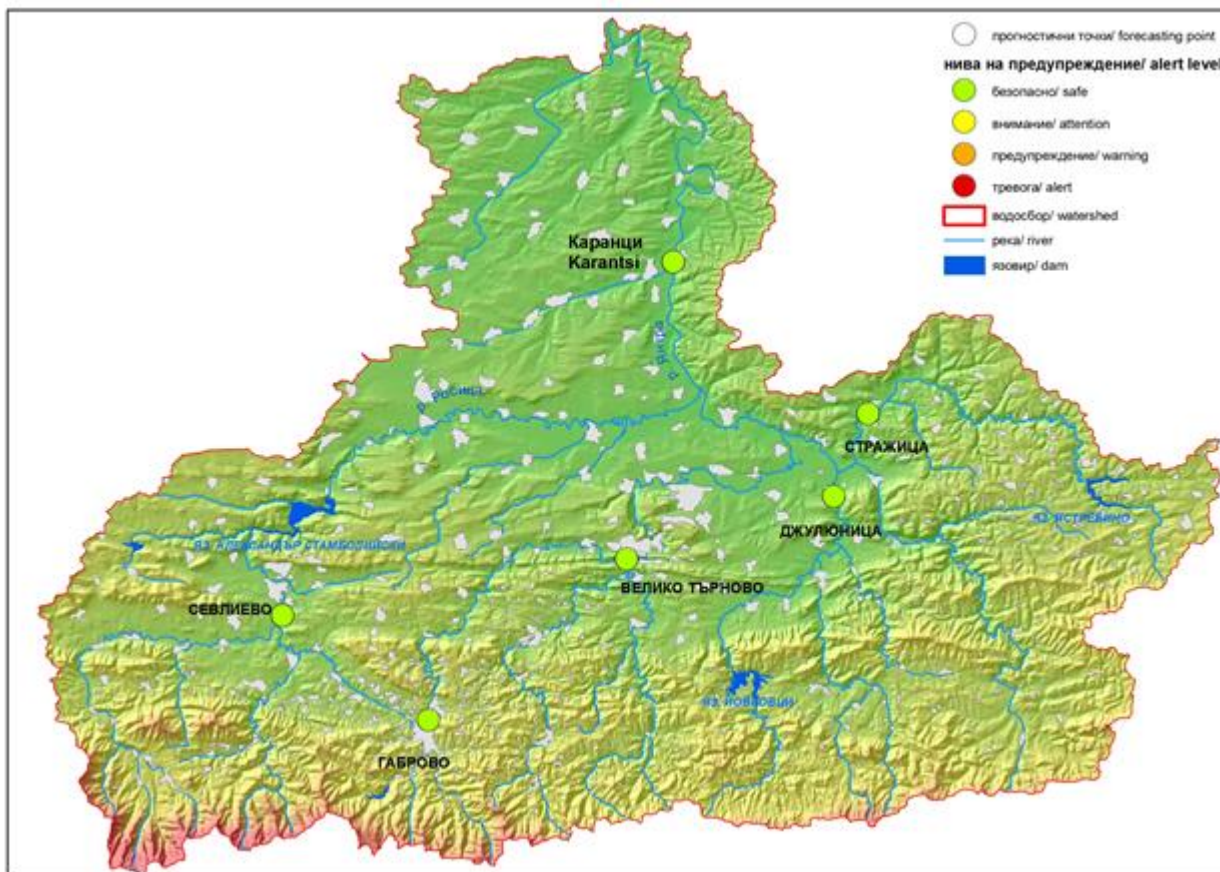 прогностични точки/ forecasting point
нива на предупреждение/ alert level
безопасно/ safe
внимание/ attention
предупреждение/ warning
тревога/ alert
водосбор/ watershed
река/ river
язовир/ dam
Каранци
Karantsi
р. Янтра
р. Росица
СТРАЖИЦА
ДЖУЛЮНИЦА
яз. ЯСТРЕБИНО
яз. АЛЕКСАНДЪР СТАМБОЛИЙСКИ
ВЕЛИКО ТЪРНОВО
СЕВЛИЕВО
яз. ЙОВКОВЦИ
ГАБРОВО